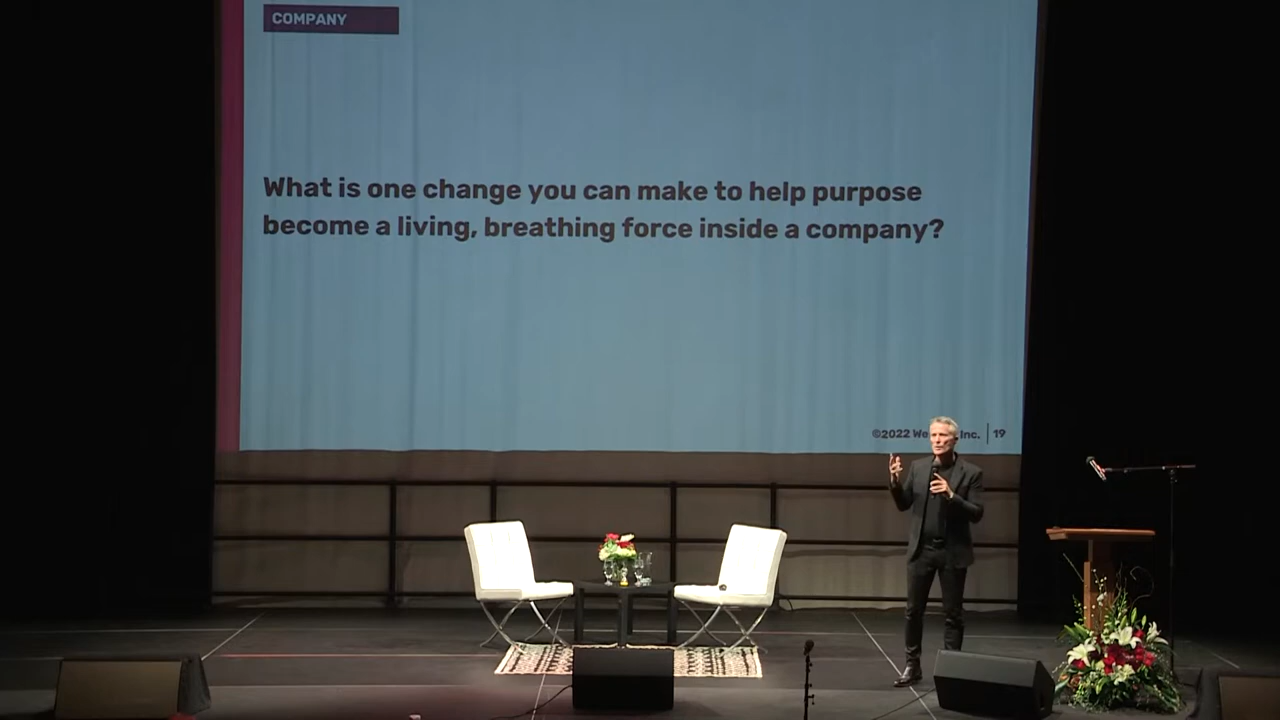 COMPANY
What is one change you can make to help purpose
become a living, breathing force inside a company?
©2022 Inc. | 19